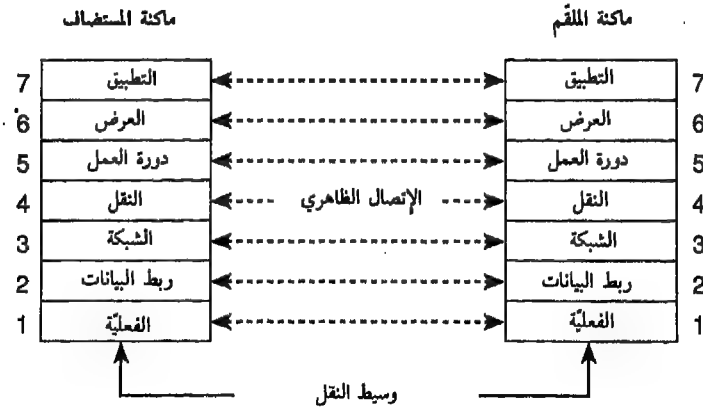 ماكنة الملقّم
ماكنة المستضاف
7 التطبيق التطبيق 7
6 العرض العرض 6
5 دورة العمل دورة العمل 5
4 النقل الإتصال الظاهري النقل 4
3 الشبكة الشبكة 3
2 ربط البيانات ربط البيانات 2
1 الفعليّة الفعليّة 1
وسيط النقل